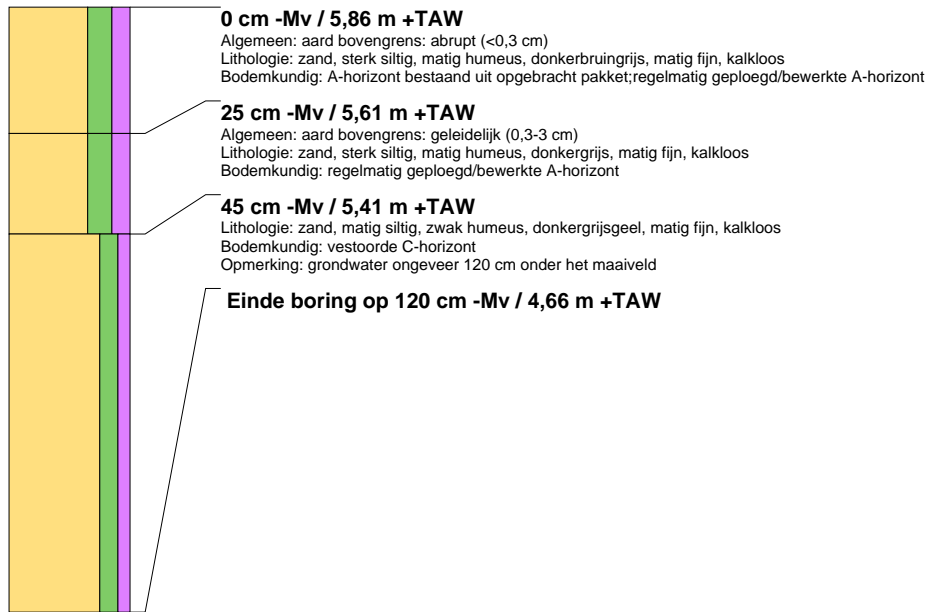 0 cm -Mv / 5,86 m +TAW
Algemeen: aard bovengrens: abrupt (<0,3 cm)
Lithologie: zand, sterk siltig, matig humeus, donkerbruingrijs, matig fijn, kalkloos
Bodemkundig: A-horizont bestaand uit opgebracht pakket;regelmatig geploegd/bewerkte A-horizont
25 cm -Mv / 5,61 m +TAW
Algemeen: aard bovengrens: geleidelijk (0,3-3 cm)
Lithologie: zand, sterk siltig, matig humeus, donkergrijs, matig fijn, kalkloos
Bodemkundig: regelmatig geploegd/bewerkte A-horizont
45 cm -Mv / 5,41 m +TAW
Lithologie: zand, matig siltig, zwak humeus, donkergrijsgeel, matig fijn, kalkloos
Bodemkundig: vestoorde C-horizont
Opmerking: grondwater ongeveer 120 cm onder het maaiveld
Einde boring op 120 cm -Mv / 4,66 m +TAW